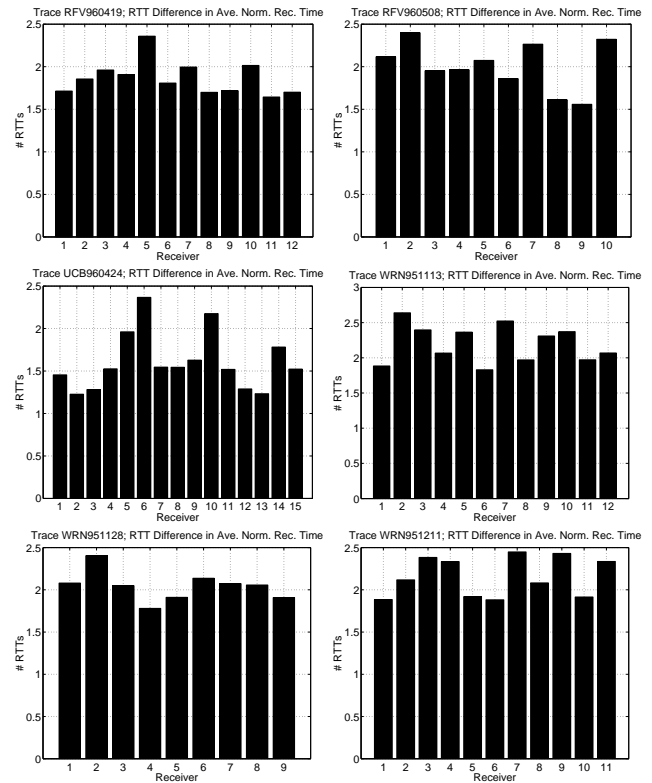 Trace RFV960419; RTT Difference in Ave. Norm. Rec. Time
2.5
2
1.5
1
0.5
0
# RTTs
1 2 3 4 5 6 7 8 9 10 11 12
Receiver
Trace RFV960508; RTT Difference in Ave. Norm. Rec. Time
2.5
2
1.5
1
0.5
0
# RTTs
1 2 3 4 5 6 7 8 9 10
Receiver
Trace UCB960424; RTT Difference in Ave. Norm. Rec. Time
2.5
2
1.5
1
0.5
0
# RTTs
1 2 3 4 5 6 7 8 9 10 11 12 13 14 15
Receiver
Trace WRN951113; RTT Difference in Ave. Norm. Rec. Time
3
2.5
2
1.5
1
0.5
0
# RTTs
1 2 3 4 5 6 7 8 9 10 11 12
Receiver
Trace WRN951128; RTT Difference in Ave. Norm. Rec. Time
2.5
2
1.5
1
0.5
0
# RTTs
1 2 3 4 5 6 7 8 9
Receiver
Trace WRN951211; RTT Difference in Ave. Norm. Rec. Time
2.5
2
1.5
1
0.5
0
# RTTs
1 2 3 4 5 6 7 8 9 10 11
Receiver